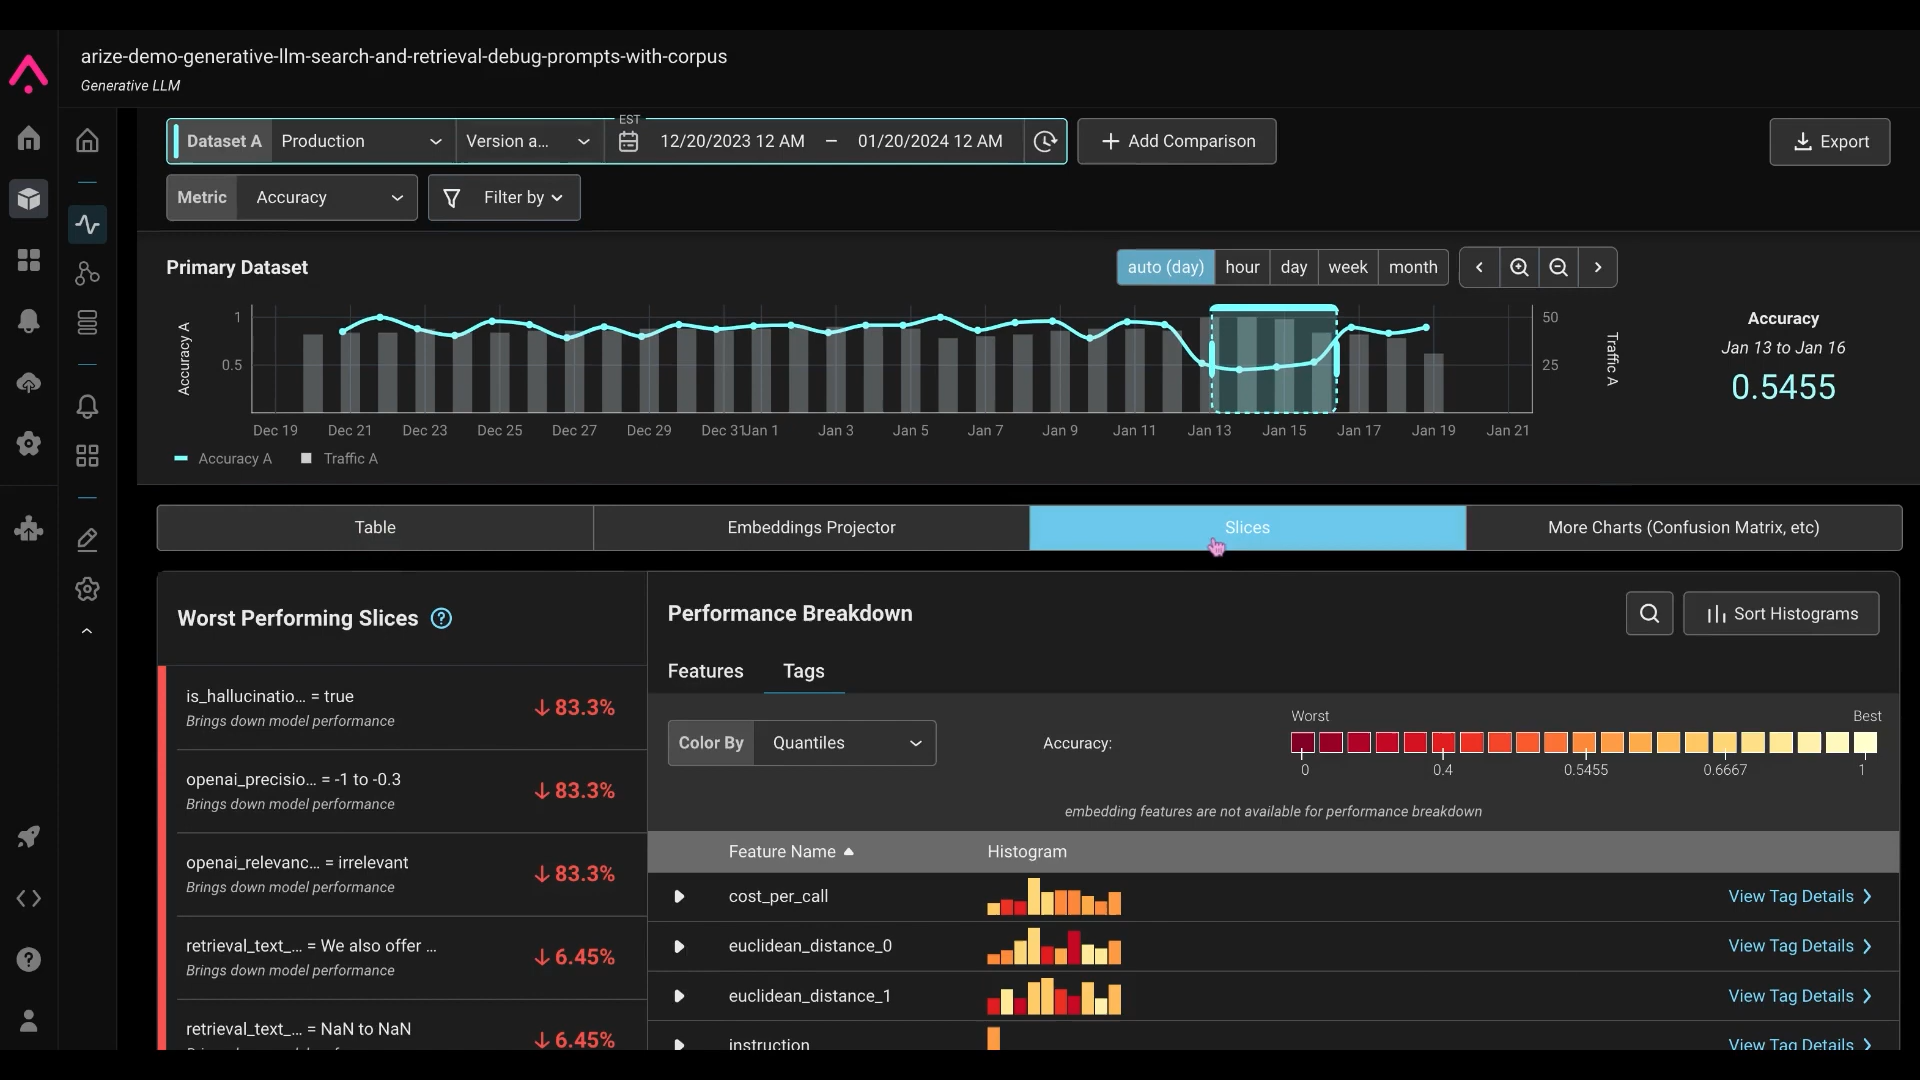 arize-demo-generative-llm-search-and-retrieval-debug-prompts-with-corpus
Generative LLM
Dataset A Production Version a... EST 12/20/2023 12 AM – 01/20/2024 12 AM + Add Comparison Export
Metric Accuracy Filter by
Primary Dataset auto (day) hour day week month
Accuracy A
1
0.5
50
25
Traffic A
Dec 19 Dec 21 Dec 23 Dec 25 Dec 27 Dec 29 Dec 31 Jan 1 Jan 3 Jan 5 Jan 7 Jan 9 Jan 11 Jan 13 Jan 15 Jan 17 Jan 19 Jan 21
Accuracy A Traffic A
Accuracy
Jan 13 to Jan 16
0.5455
Table Embeddings Projector Slices More Charts (Confusion Matrix, etc)
Worst Performing Slices ?
is_hallucinatio... = true
Brings down model performance
83.3%
openai_precisio... = -1 to -0.3
Brings down model performance
83.3%
openai_relevanc... = irrelevant
Brings down model performance
83.3%
retrieval_text_... = We also offer ...
Brings down model performance
6.45%
retrieval_text_... = NaN to NaN
6.45%
Performance Breakdown Sort Histograms
Features Tags
Color By Quantiles
Accuracy:
Worst Best
0 0.4 0.5455 0.6667 1
embedding features are not available for performance breakdown
Feature Name Histogram
cost_per_call View Tag Details
euclidean_distance_0 View Tag Details
euclidean_distance_1 View Tag Details
instruction View Tag Details